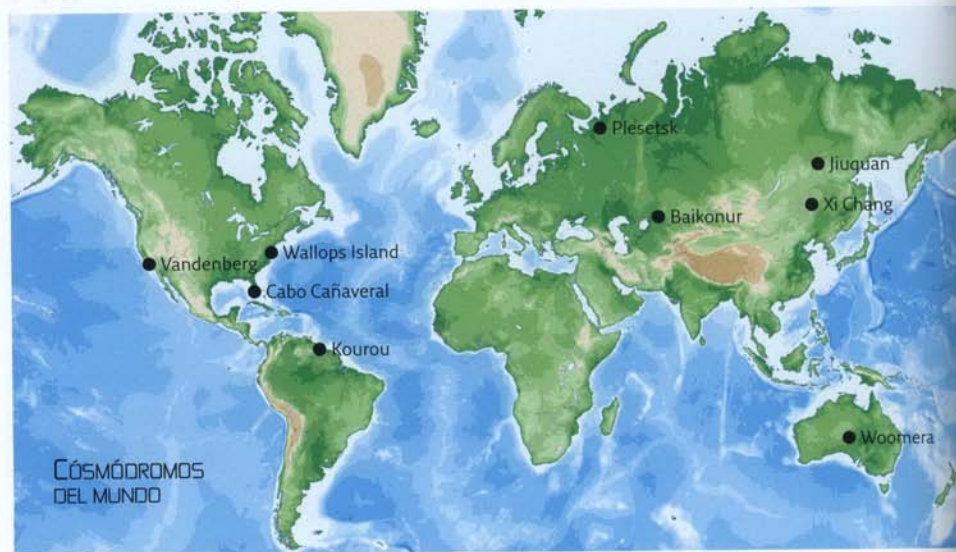 Plesetsk
Jiuquan
Xi Chang
Baikonur
Wallops Island
Vandenberg
Cabo Cañaveral
Kourou
Woomera
CÓSMÓDROMOS
DEL MUNDO